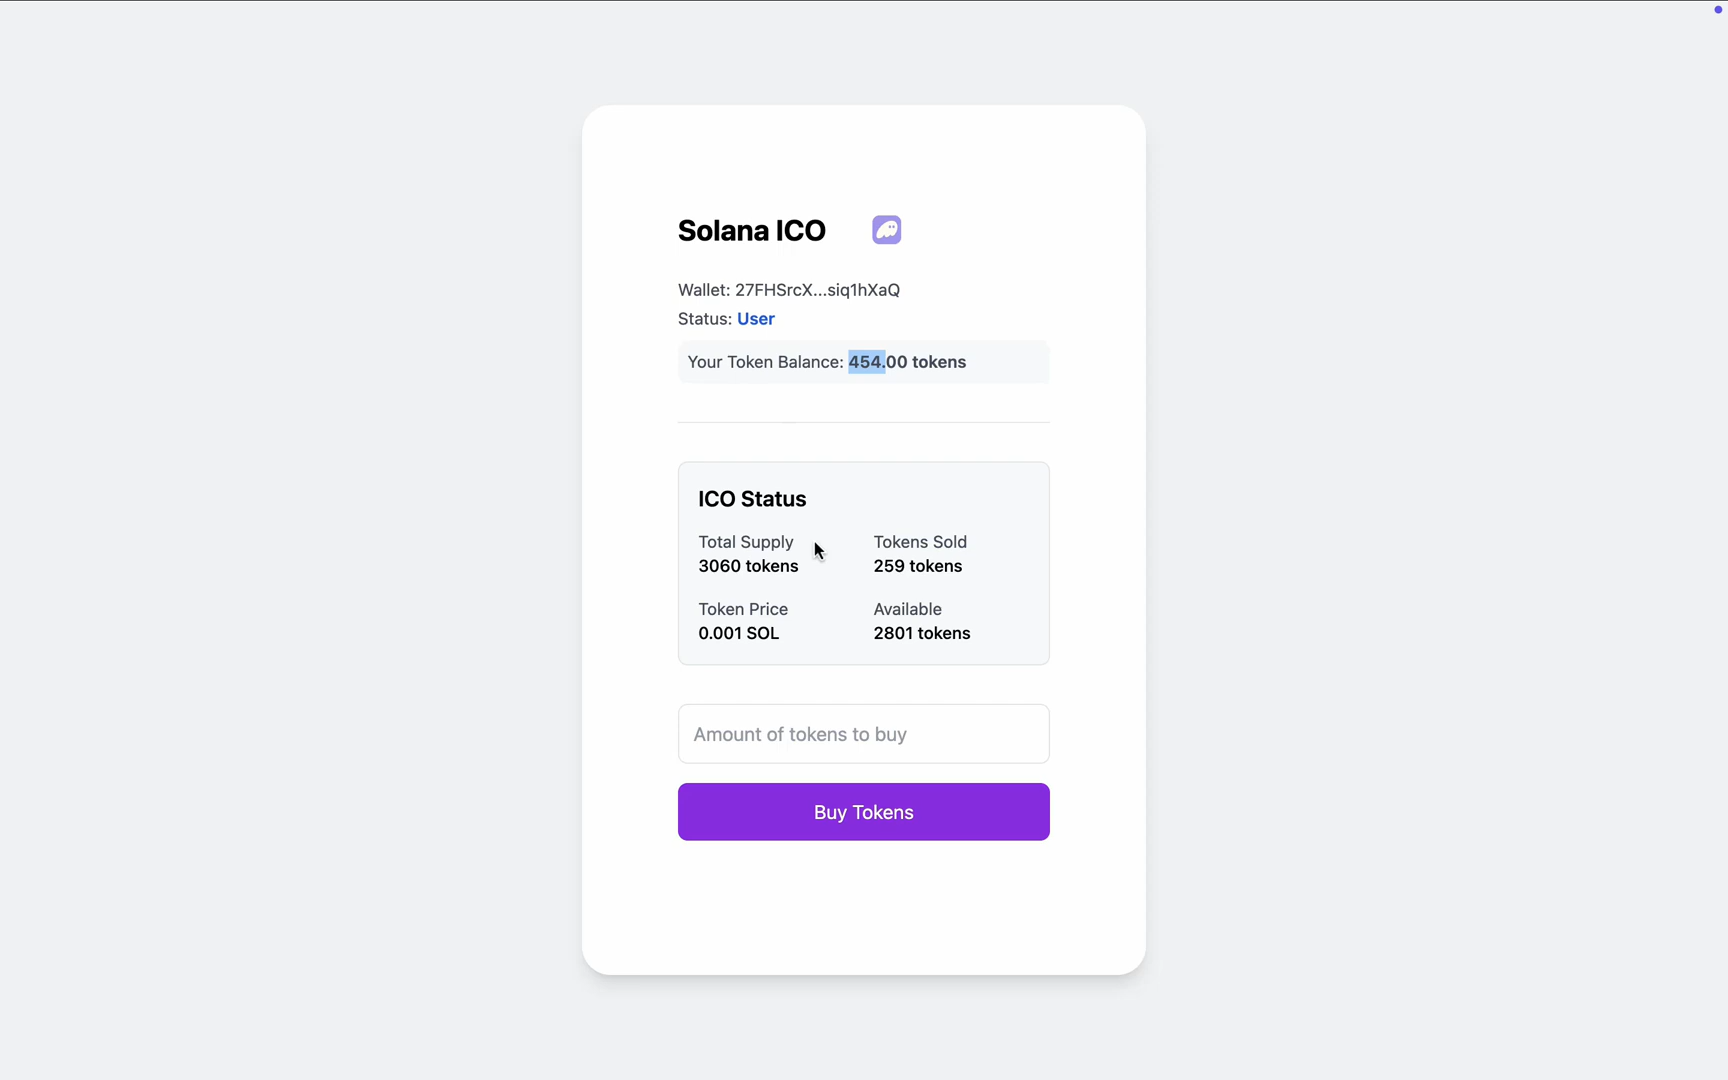 Solana ICO
Wallet: 27FHSrcX...siq1hXaQ
Status: User
Your Token Balance: 454.00 tokens
ICO Status
Total Supply
3060 tokens
Tokens Sold
259 tokens
Token Price
0.001 SOL
Available
2801 tokens
Amount of tokens to buy
Buy Tokens